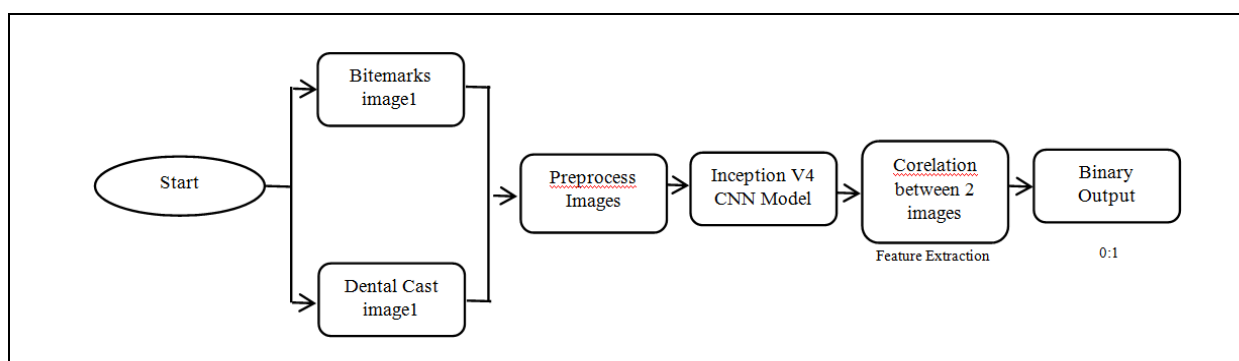 Start
Bitemarks
image1
Dental Cast
image1
Preprocess
Images
Inception V4
CNN Model
Corelation
between 2
images
Feature Extraction
Binary
Output
0:1